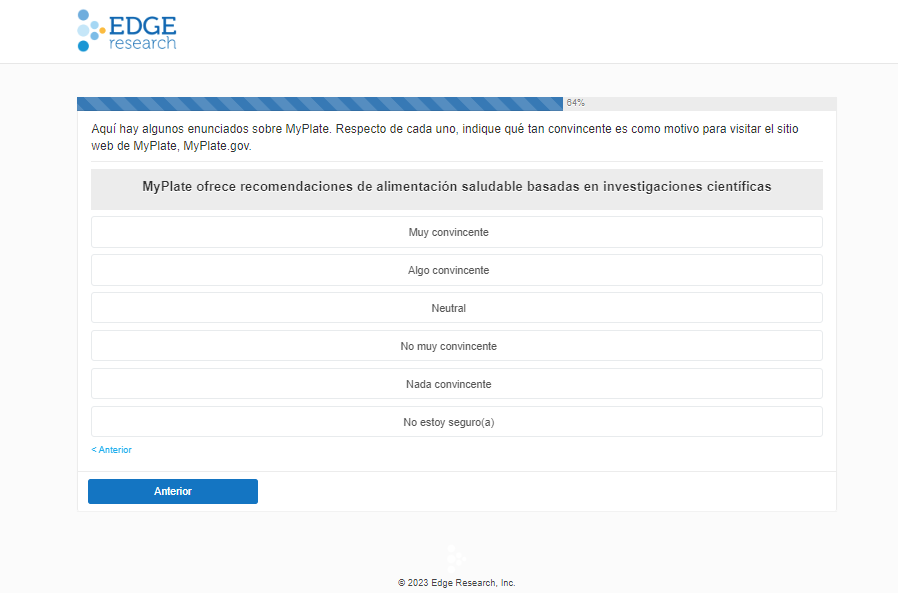 EDGE
research
64%
Aquí hay algunos enunciados sobre MyPlate. Respecto de cada uno, indique qué tan convincente es como motivo para visitar el sitio
web de MyPlate, MyPlate.gov.
MyPlate ofrece recomendaciones de alimentación saludable basadas en investigaciones científicas
Muy convincente
Algo convincente
Neutral
No muy convincente
Nada convincente
No estoy seguro(a)
< Anterior
Anterior
© 2023 Edge Research, Inc.